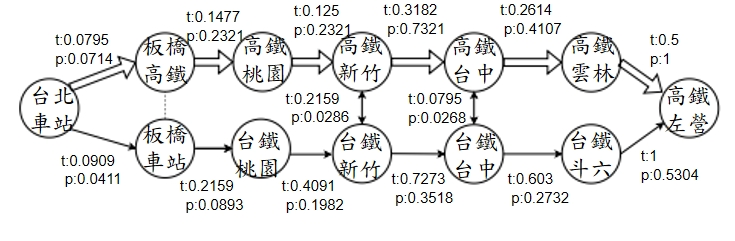 t:0.0795
p:0.0714
t:0.1477
p:0.2321
t:0.125
p:0.2321
t:0.3182
p:0.7321
t:0.2614
p:0.4107
t:0.5
p:1
板橋
高鐵
高鐵
桃園
高鐵
新竹
高鐵
台中
高鐵
雲林
台北
車站
高鐵
左營
t:0.2159
p:0.0286
t:0.0795
p:0.0268
板橋
車站
台鐵
桃園
台鐵
新竹
台鐵
台中
台鐵
斗六
t:0.0909
p:0.0411
t:0.2159
p:0.0893
t:0.4091
p:0.1982
t:0.7273
p:0.3518
t:0.603
p:0.2732
t:1
p:0.5304